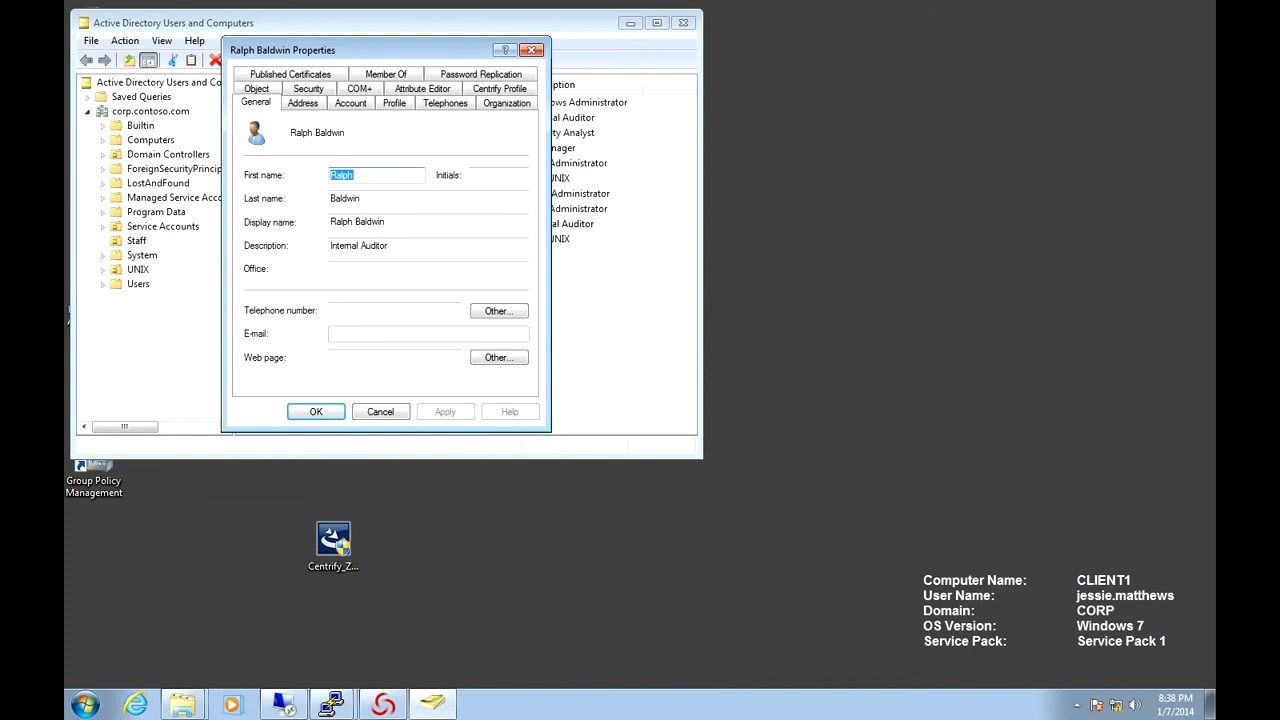 Active Directory Users and Computers
File Action View Help
Ralph Baldwin Properties
Published Certificates Member Of Password Replication
Object Security COM+ Attribute Editor Centrify Profile
General Address Account Profile Telephones Organization
Ralph Baldwin
First name: Ralph Initials:
Last name: Baldwin
Display name: Ralph Baldwin
Description: Internal Auditor
Office:
Telephone number: Other...
E-mail:
Web page: Other...
OK Cancel Apply Help
Active Directory Users and Co
Saved Queries
corp.contoso.com
Builtin
Computers
Domain Controllers
ForeignSecurityPrincip
LostAndFound
Managed Service Acco
Program Data
Service Accounts
Staff
System
UNIX
Users
ption
ows Administrator
al Auditor
ty Analyst
nager
Administrator
UNIX
Administrator
Administrator
al Auditor
UNIX
Group Policy
Management
Centrify_Z...
Computer Name: CLIENT1
User Name: jessie.matthews
Domain: CORP
OS Version: Windows 7
Service Pack: Service Pack 1
8:38 PM
1/7/2014